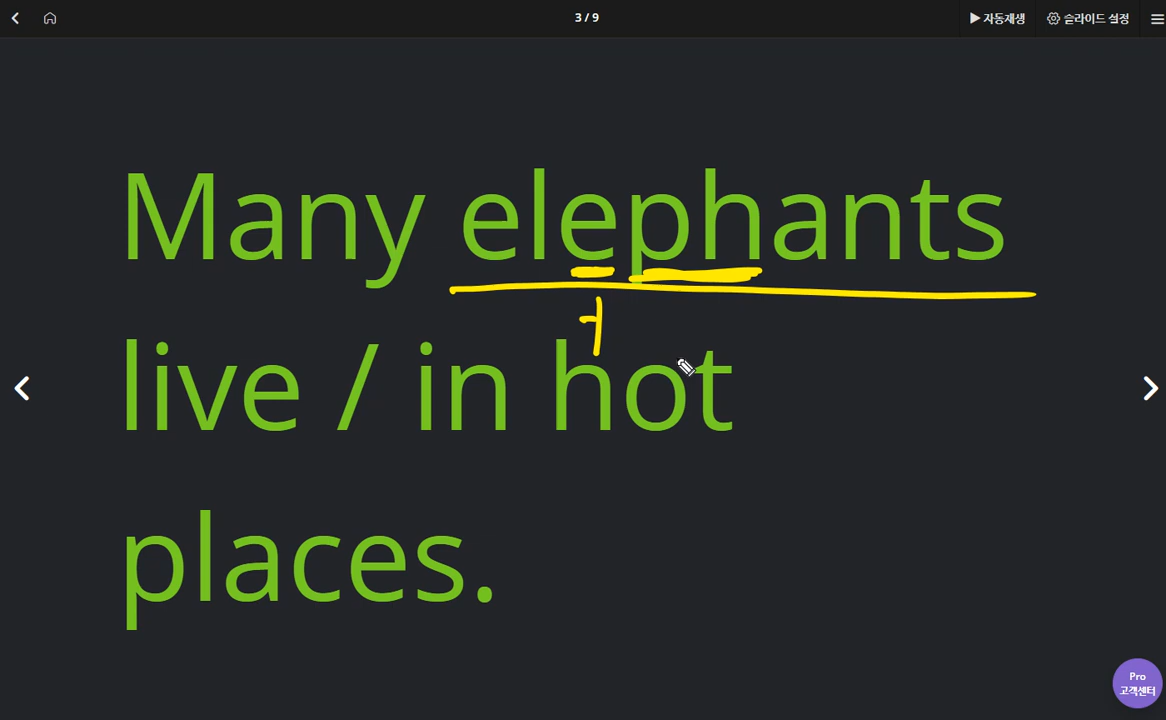 3 / 9
▶ 자동재생
슬라이드 설정
Many elephants
ㅓ
live / in hot
places.
Pro
고객센터